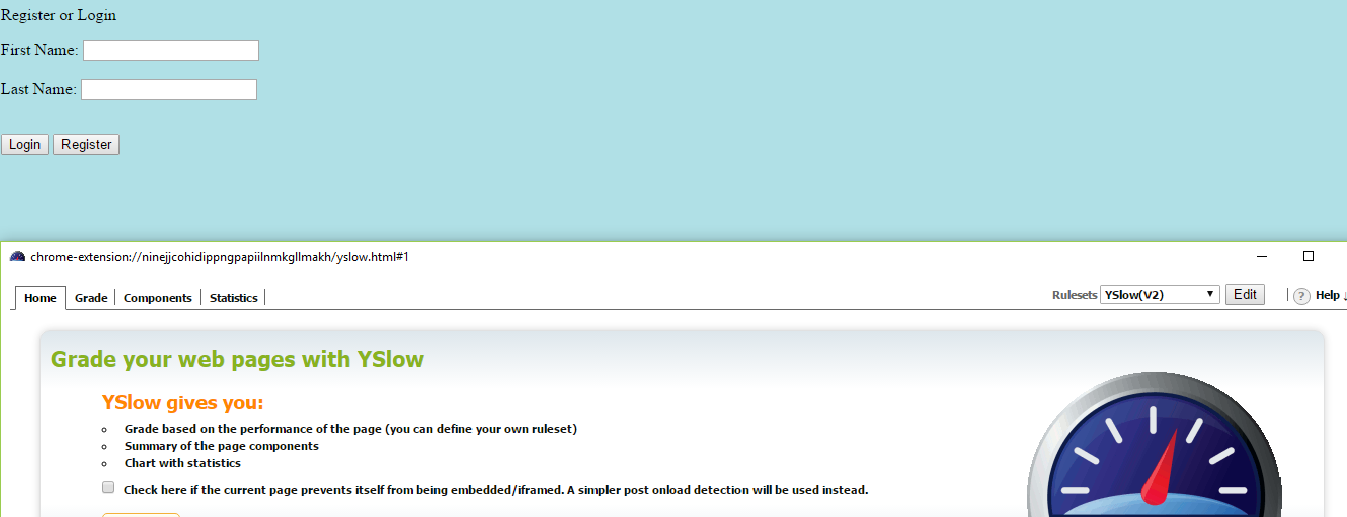 Register or Login
First Name:
Last Name:
Login Register
chrome-extension://ninejjcohidippngpapiilnmkgllmakh/yslow.html#1
Home Grade Components Statistics Rulesets YSlow(V2) Edit ? Help
Grade your web pages with YSlow
YSlow gives you:
Grade based on the performance of the page (you can define your own ruleset)
Summary of the page components
Chart with statistics
Check here if the current page prevents itself from being embedded/iframed. A simpler post onload detection will be used instead.